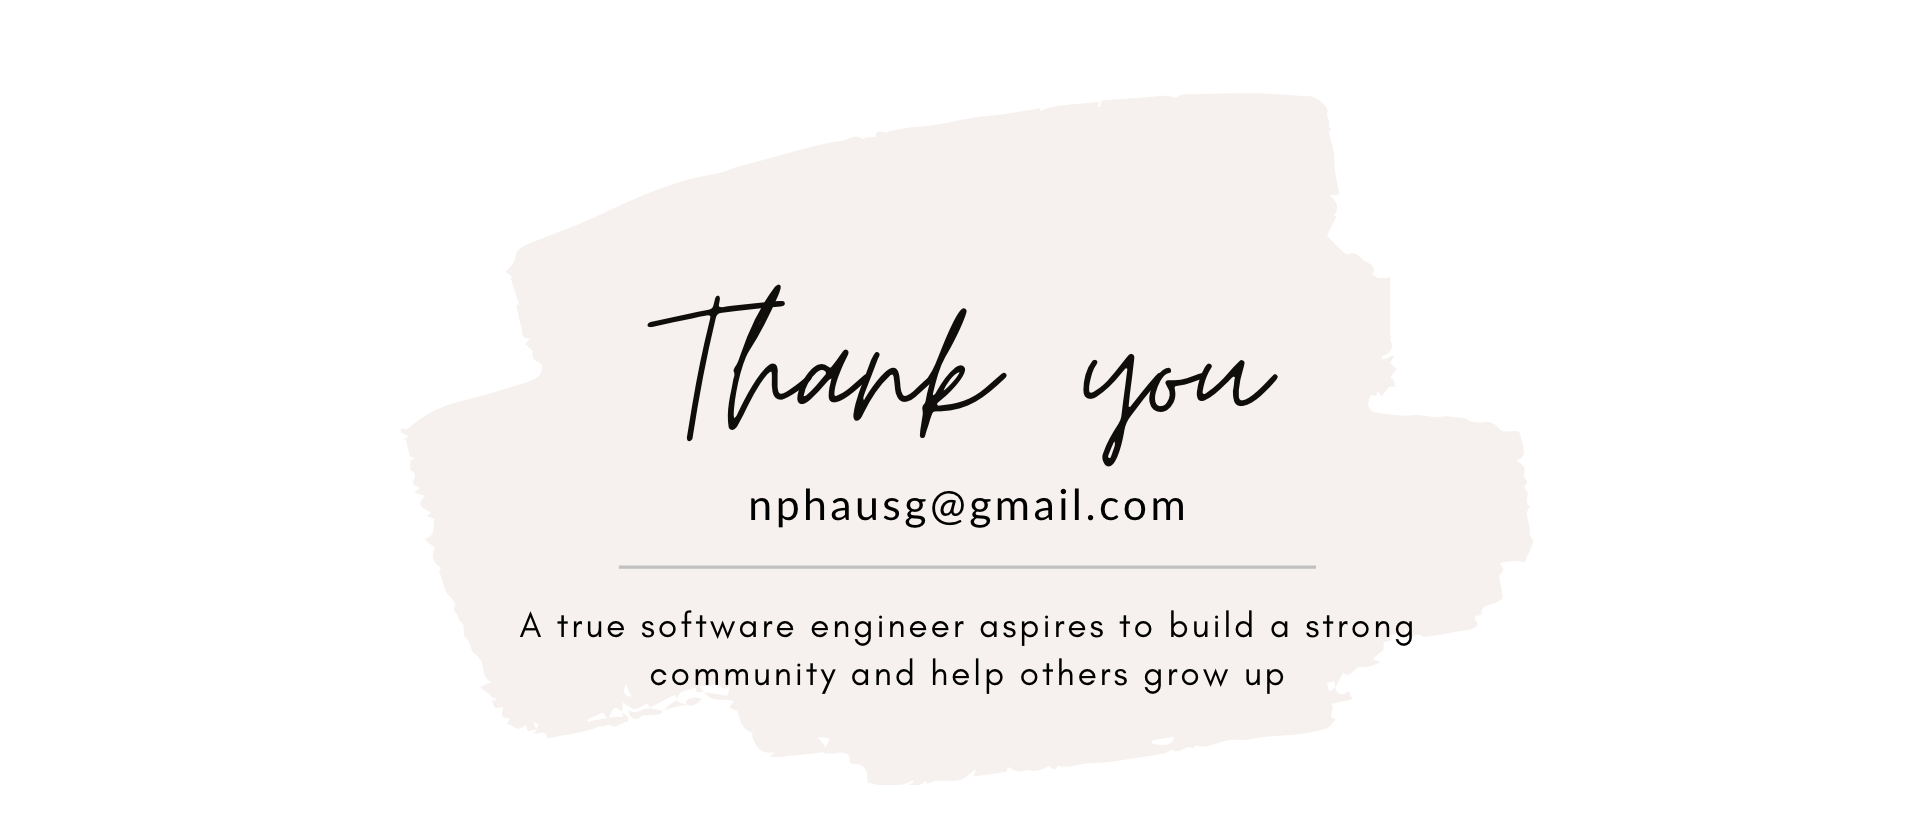 Thank you
nphausg@gmail.com
A true software engineer aspires to build a strong
community and help others grow up